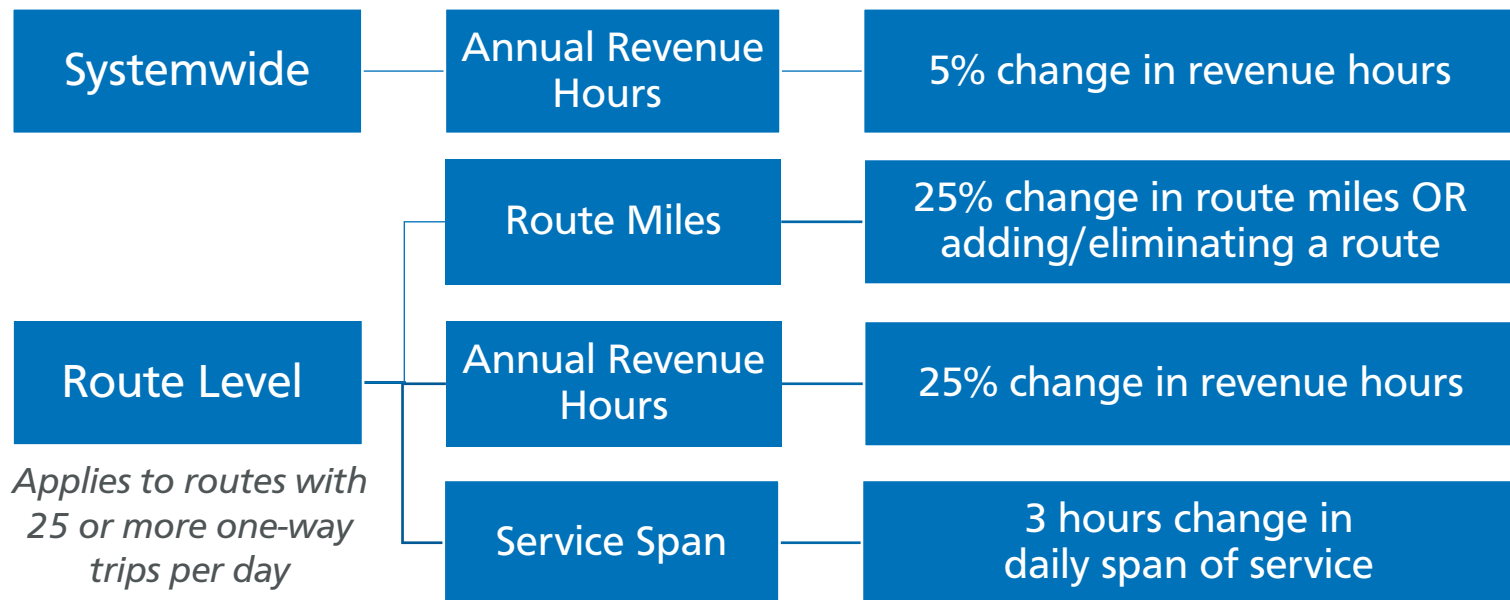 Systemwide
Annual Revenue
Hours
5% change in revenue hours
Route Miles
25% change in route miles OR
adding/eliminating a route
Route Level
Applies to routes with
25 or more one-way
trips per day
Annual Revenue
Hours
25% change in revenue hours
Service Span
3 hours change in
daily span of service